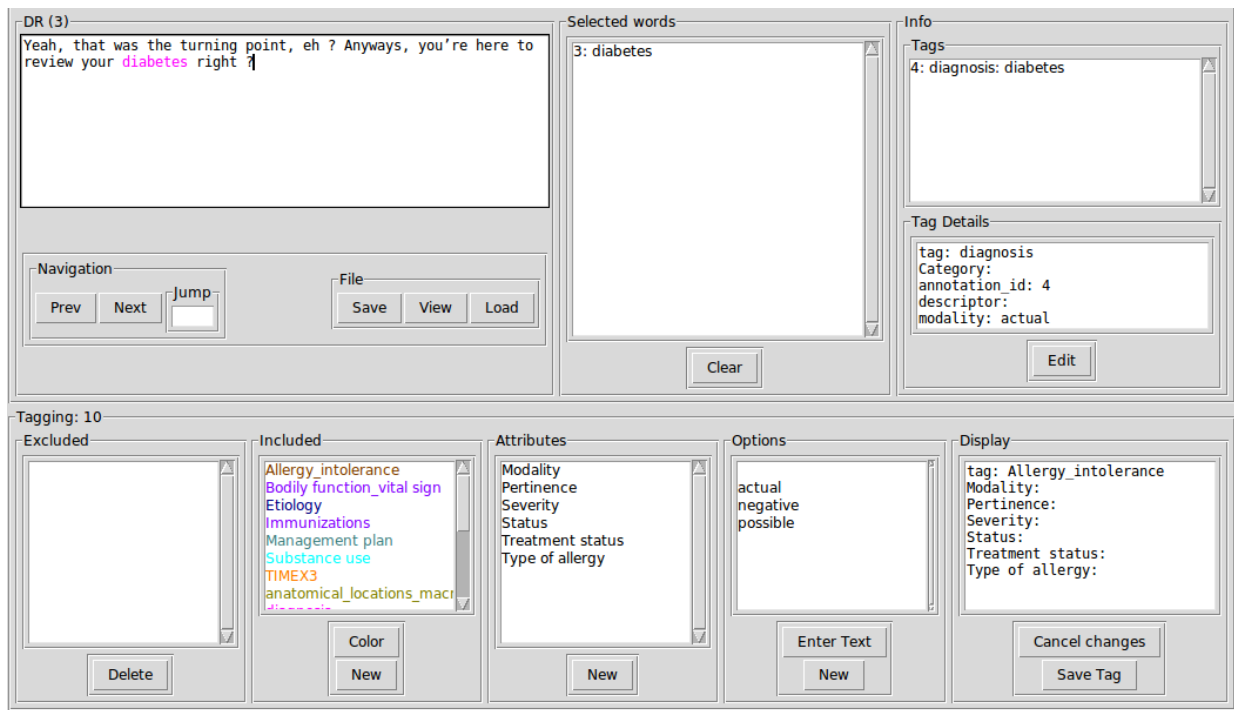 DR (3)
Yeah, that was the turning point, eh ? Anyways, you’re here to
review your diabetes right ?
Navigation
Prev
Next
Jump
File
Save
View
Load
Selected words
3: diabetes
Clear
Info
Tags
4: diagnosis: diabetes
Tag Details
tag: diagnosis
Category:
annotation_id: 4
descriptor:
modality: actual
Edit
Tagging: 10
Excluded
Delete
Included
Allergy_intolerance
Bodily function_vital sign
Etiology
Immunizations
Management plan
Substance use
TIMEX3
anatomical_locations_macr
diagnosis
Color
New
Attributes
Modality
Pertinence
Severity
Status
Treatment status
Type of allergy
New
Options
actual
negative
possible
Enter Text
New
Display
tag: Allergy_intolerance
Modality:
Pertinence:
Severity:
Status:
Treatment status:
Type of allergy:
Cancel changes
Save Tag